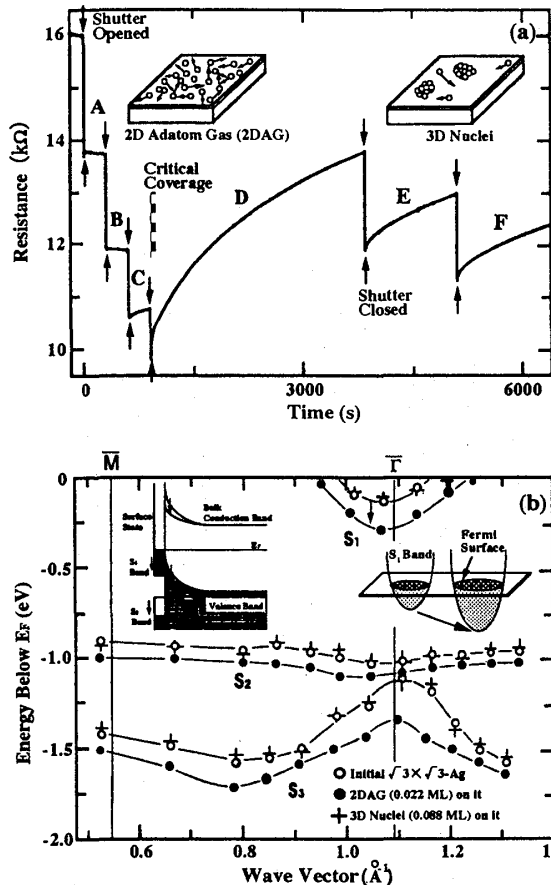 Shutter
Opened
(a)
A
B
C
D
E
F
2D Adatom Gas (2DAG)
3D Nuclei
Critical
Coverage
Shutter
Closed
16
14
12
10
Resistance (kΩ)
0
3000
6000
Time (s)
M̅
Γ̅
(b)
Surface
State
Bulk
Conduction Band
EF
S1
Band
Valence Band
Band
S1
S1 Band
Fermi
Surface
S2
S3
○ Initial √3×√3-Ag
● 2DAG (0.022 ML) on it
+ 3D Nuclei (0.088 ML) on it
0
-0.5
-1.0
-1.5
-2.0
Energy Below EF (eV)
0.6
0.8
1.0
1.2
Wave Vector (Å-1)